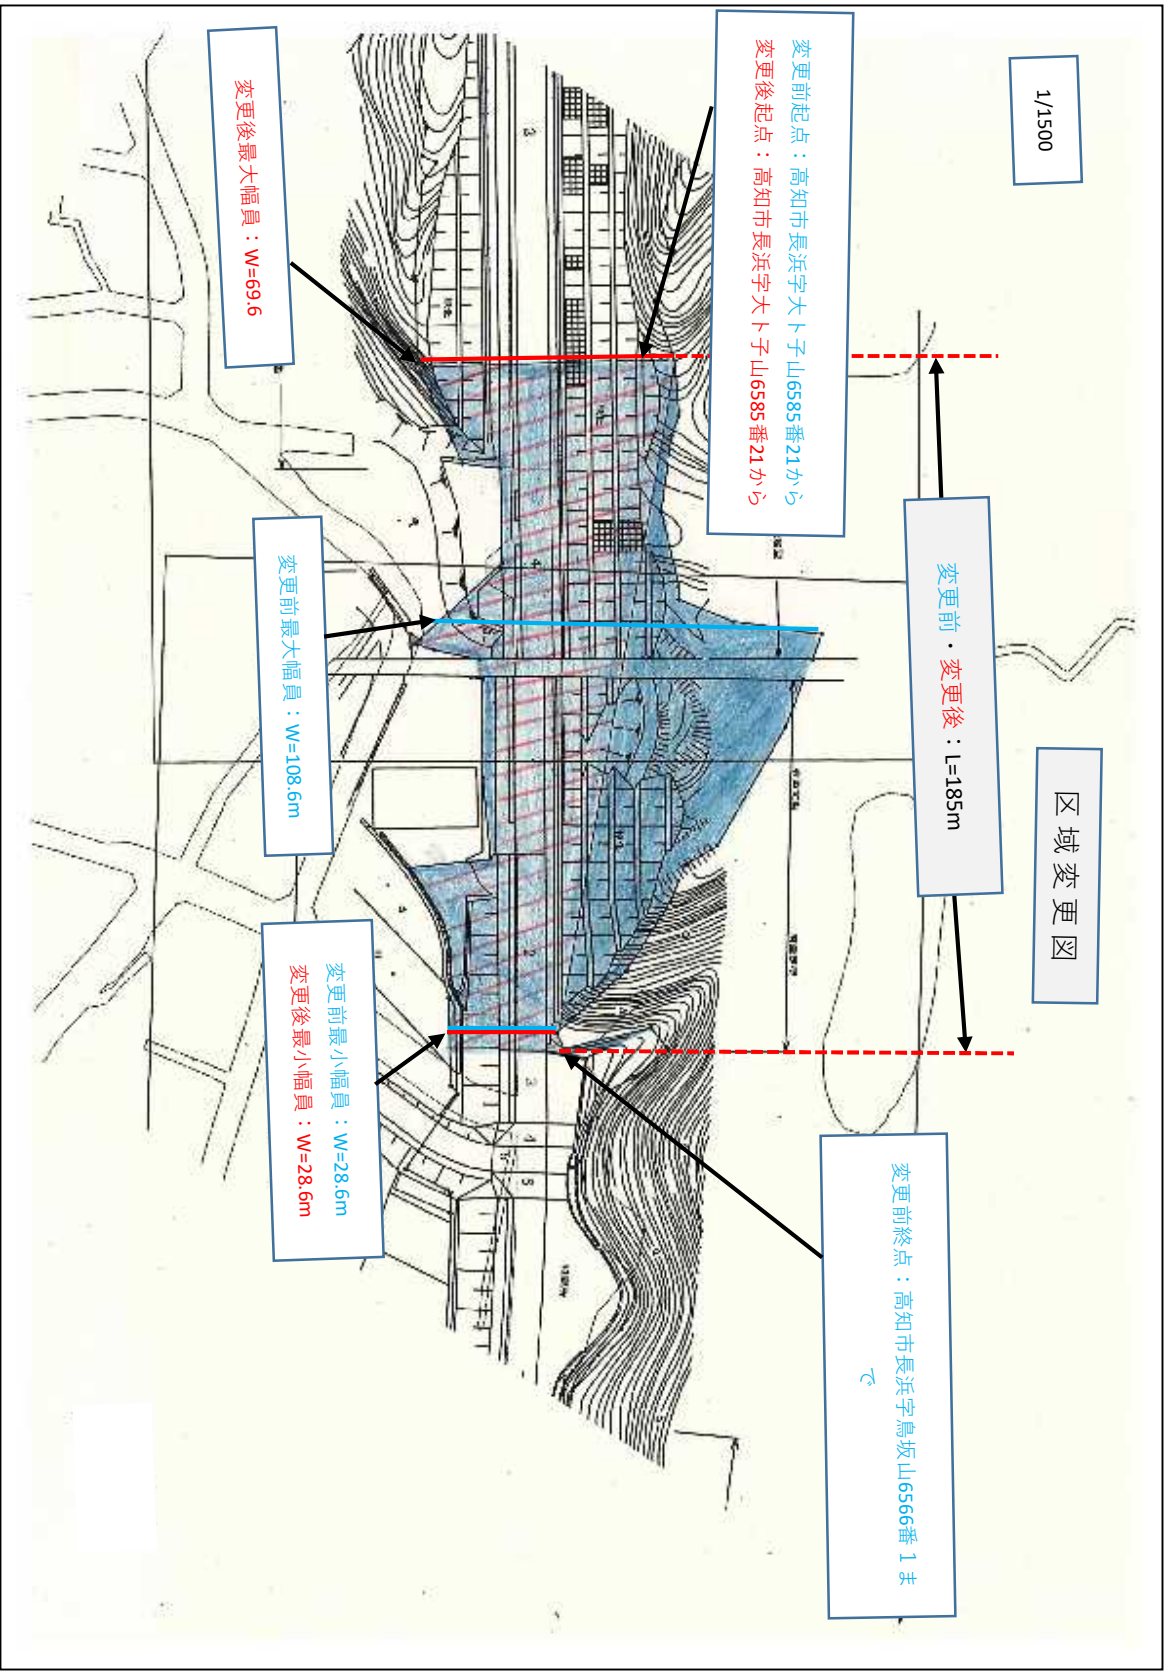 区域変更図
1/1500
変更前・変更後：L=185m
変更前起点：高知市長浜字大ト子山6585番21から
変更後起点：高知市長浜字大ト子山6585番21から
変更前終点：高知市長浜字鳥坂山6566番１ま
で
変更後最大幅員：W=69.6
変更前最大幅員：W=108.6m
変更前最小幅員：W=28.6m
変更後最小幅員：W=28.6m
3
4
2
3
4
5